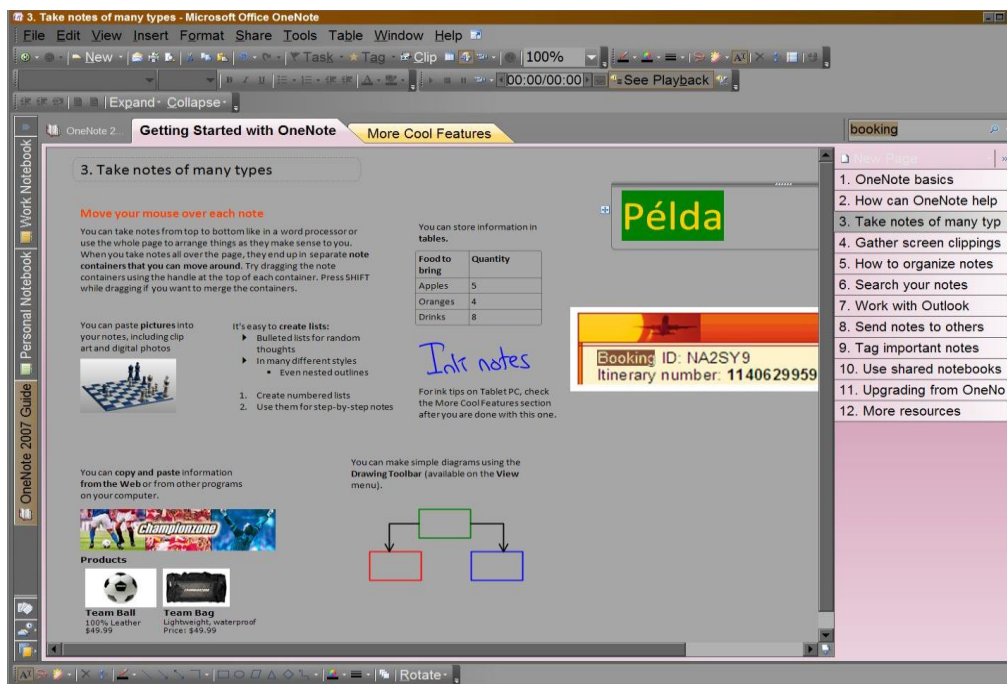 3. Take notes of many types - Microsoft Office OneNote
File Edit View Insert Format Share Tools Table Window Help
New Task Tag Clip 100%
00:00/00:00 See Playback
Expand Collapse
OneNote 2... Getting Started with OneNote More Cool Features
booking
Work Notebook
Personal Notebook
OneNote 2007 Guide
3. Take notes of many types
Move your mouse over each note
You can take notes from top to bottom like in a word processor or
use the whole page to arrange things as they make sense to you.
When you take notes all over the page, they end up in separate note
containers that you can move around. Try dragging the note
containers using the handle at the top of each container. Press SHIFT
while dragging if you want to merge the containers.
You can paste pictures into
your notes, including clip
art and digital photos
It's easy to create lists:
Bulleted lists for random
thoughts
In many different styles
Even nested outlines
1. Create numbered lists
2. Use them for step-by-step notes
You can store information in
tables.
Food to bring Quantity
Apples 5
Oranges 4
Drinks 8
Ink notes
For ink tips on Tablet PC, check
the More Cool Features section
after you are done with this one.
Példa
Booking ID: NA2SY9
Itinerary number: 1140629959
You can copy and paste information
from the Web or from other programs
on your computer.
championzone
Products
Team Ball
100% Leather
$49.99
Team Bag
Lightweight, waterproof
Price: $49.99
You can make simple diagrams using the
Drawing Toolbar (available on the View
menu).
New Page
1. OneNote basics
2. How can OneNote help
3. Take notes of many typ
4. Gather screen clippings
5. How to organize notes
6. Search your notes
7. Work with Outlook
8. Send notes to others
9. Tag important notes
10. Use shared notebooks
11. Upgrading from OneNo
12. More resources
Rotate